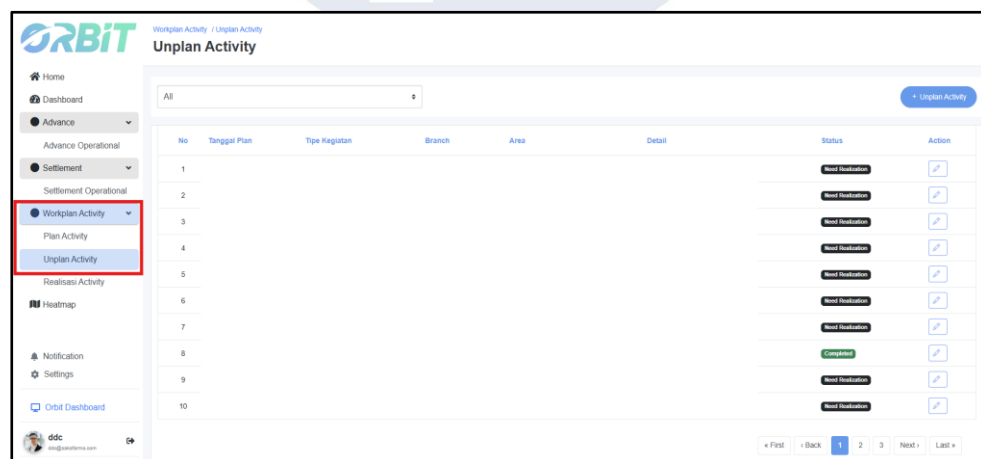 ORBiT
Workplan Activity / Unplan Activity
Unplan Activity
Home
Dashboard
Advance
Advance Operational
Settlement
Settlement Operational
Workplan Activity
Plan Activity
Unplan Activity
Realisasi Activity
Heatmap
Notification
Settings
Orbit Dashboard
ddc
All
+ Unplan Activity
No Tanggal Plan Tipe Kegiatan Branch Area Detail Status Action
1 Need Realization
2 Need Realization
3 Need Realization
4 Need Realization
5 Need Realization
6 Need Realization
7 Need Realization
8 Completed
9 Need Realization
10 Need Realization
« First ‹ Back 1 2 3 Next › Last »